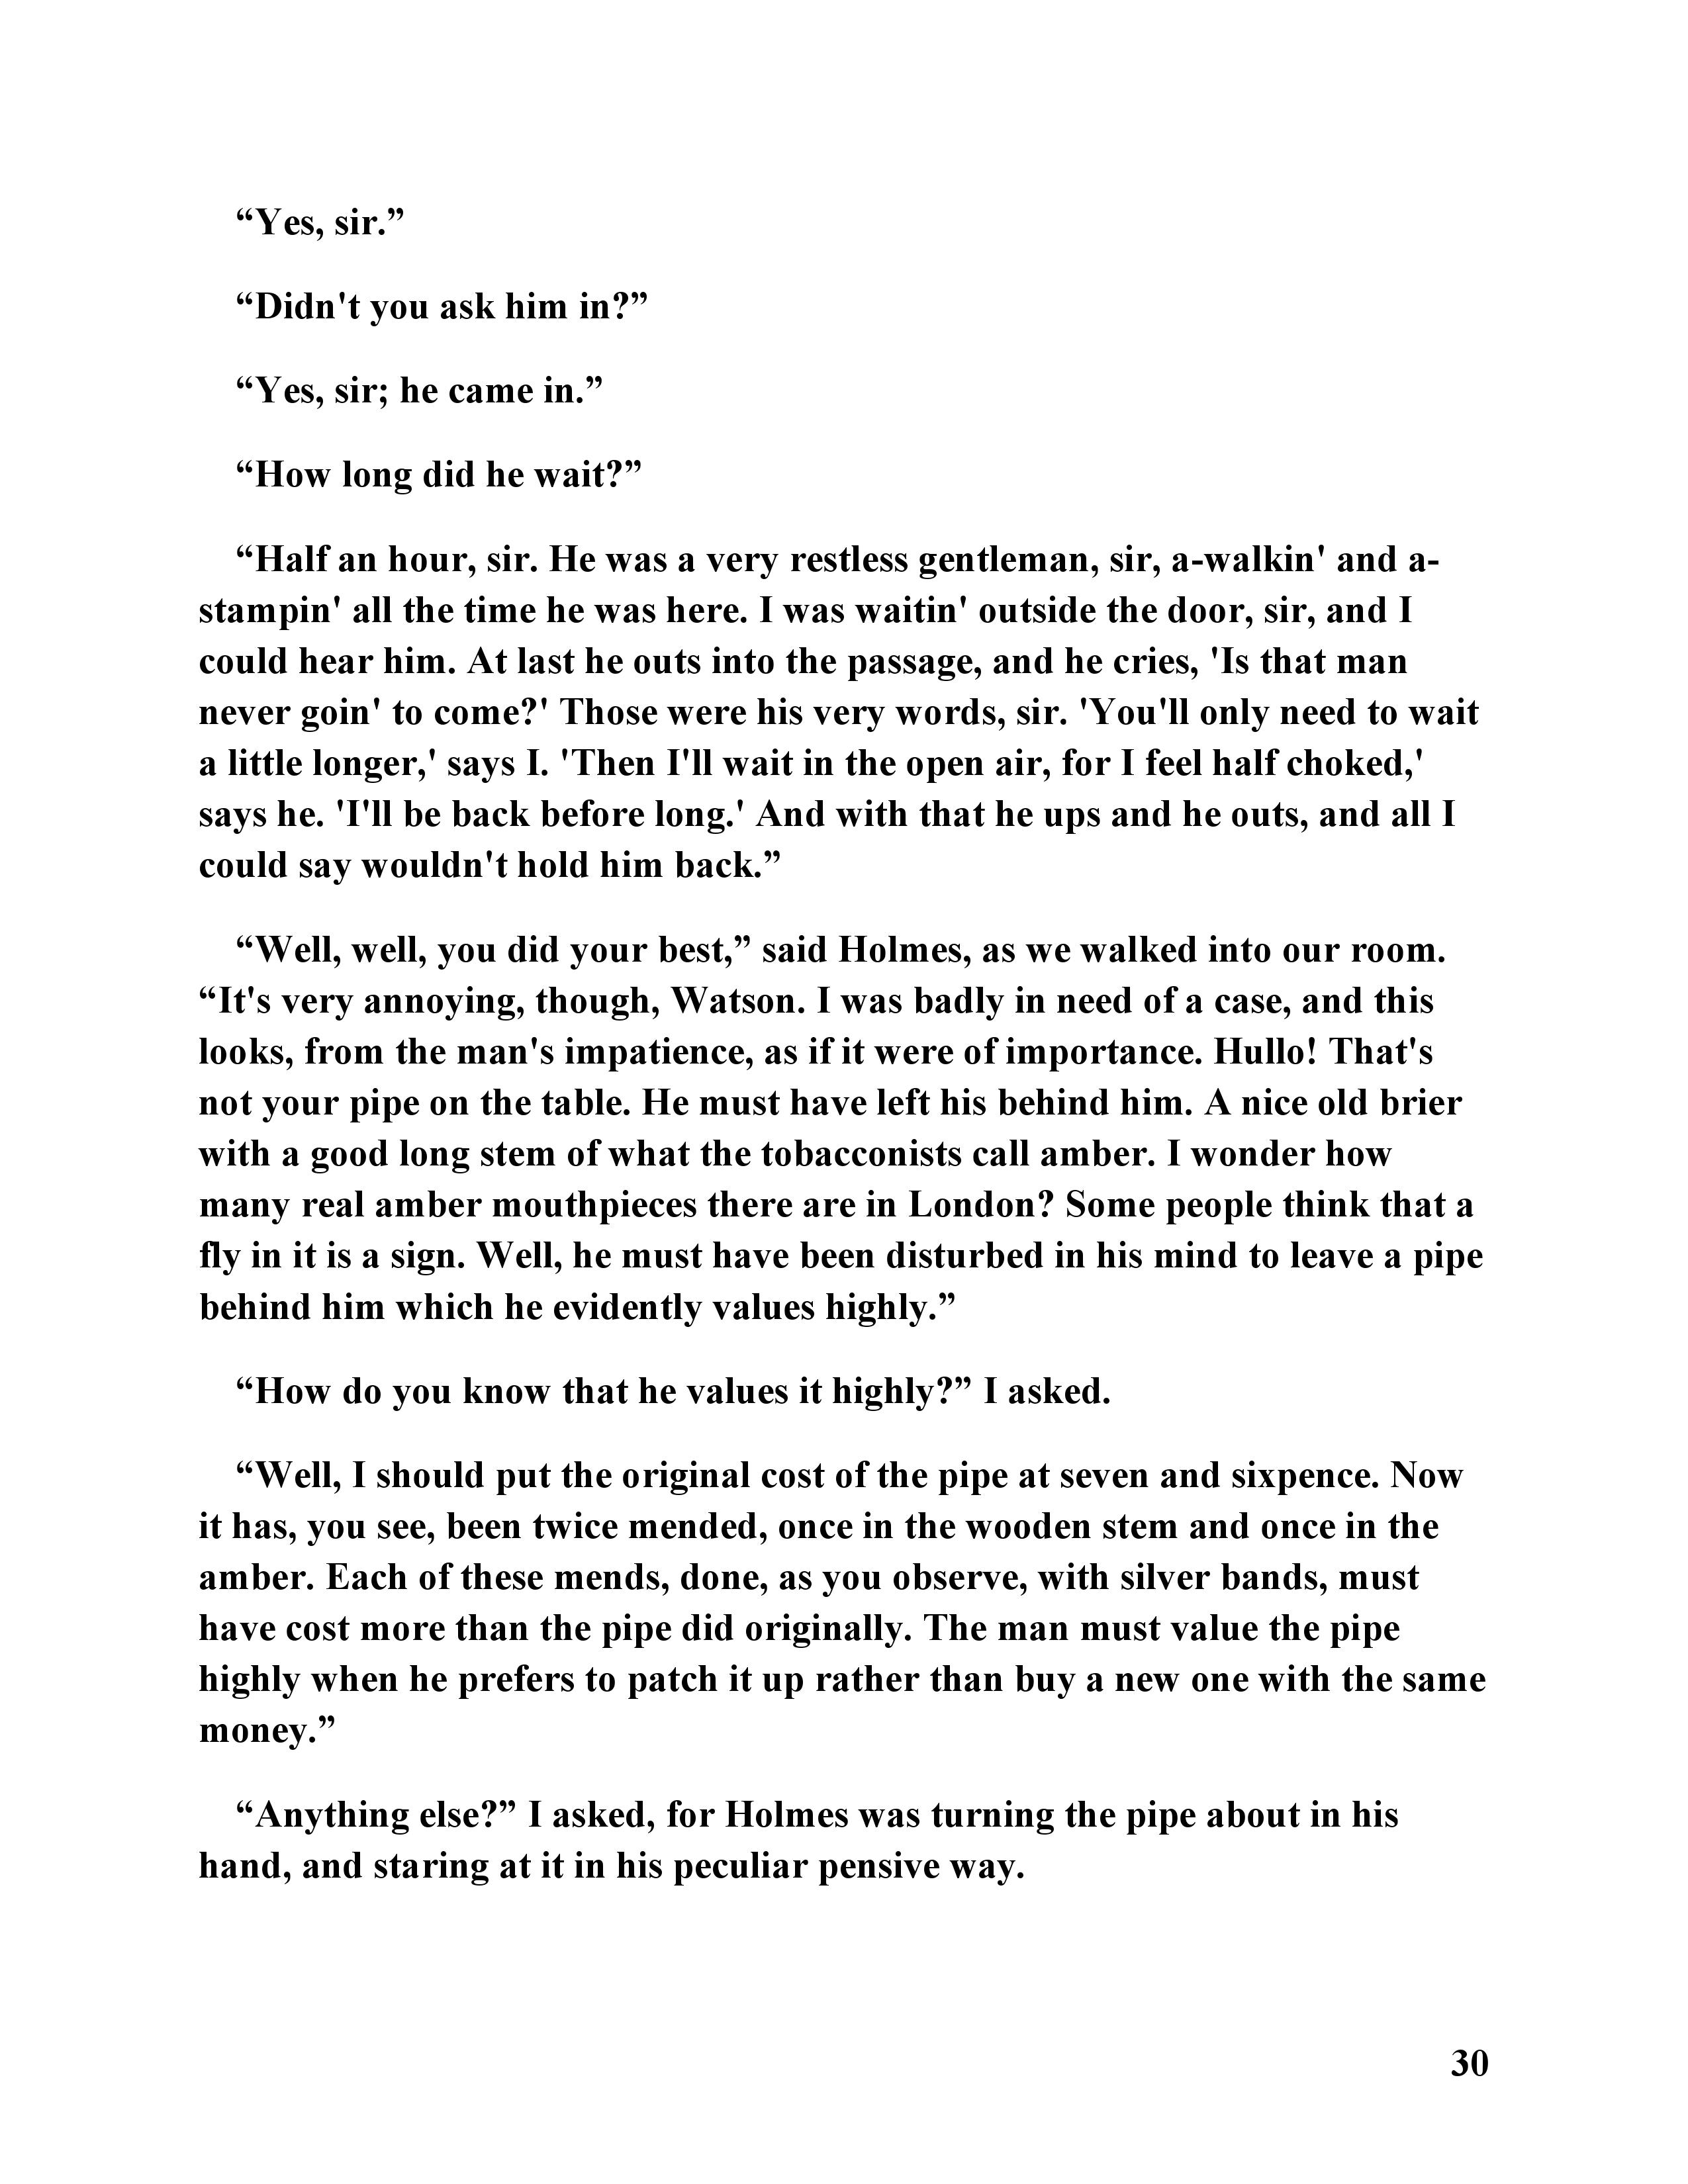 “Yes, sir.”
“Didn't you ask him in?”
“Yes, sir; he came in.”
“How long did he wait?”
“Half an hour, sir. He was a very restless gentleman, sir, a-walkin' and a-
stampin' all the time he was here. I was waitin' outside the door, sir, and I
could hear him. At last he outs into the passage, and he cries, 'Is that man
never goin' to come?' Those were his very words, sir. 'You'll only need to wait
a little longer,' says I. 'Then I'll wait in the open air, for I feel half choked,'
says he. 'I'll be back before long.' And with that he ups and he outs, and all I
could say wouldn't hold him back.”
“Well, well, you did your best,” said Holmes, as we walked into our room.
“It's very annoying, though, Watson. I was badly in need of a case, and this
looks, from the man's impatience, as if it were of importance. Hullo! That's
not your pipe on the table. He must have left his behind him. A nice old brier
with a good long stem of what the tobacconists call amber. I wonder how
many real amber mouthpieces there are in London? Some people think that a
fly in it is a sign. Well, he must have been disturbed in his mind to leave a pipe
behind him which he evidently values highly.”
“How do you know that he values it highly?” I asked.
“Well, I should put the original cost of the pipe at seven and sixpence. Now
it has, you see, been twice mended, once in the wooden stem and once in the
amber. Each of these mends, done, as you observe, with silver bands, must
have cost more than the pipe did originally. The man must value the pipe
highly when he prefers to patch it up rather than buy a new one with the same
money.”
“Anything else?” I asked, for Holmes was turning the pipe about in his
hand, and staring at it in his peculiar pensive way.
30